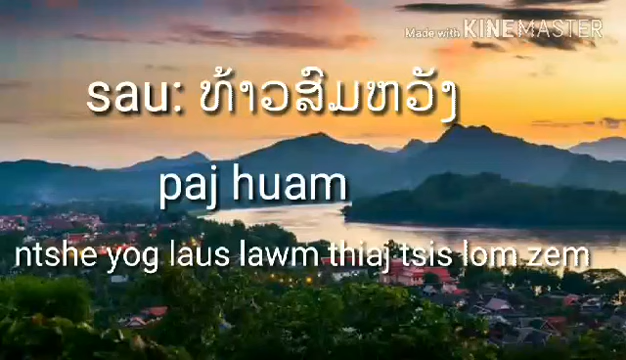 Made with KINEMASTER
sau: ທ້າວສົມຫວັງ
paj huam
ntshe yog laus lawm thiaj tsis lom zem